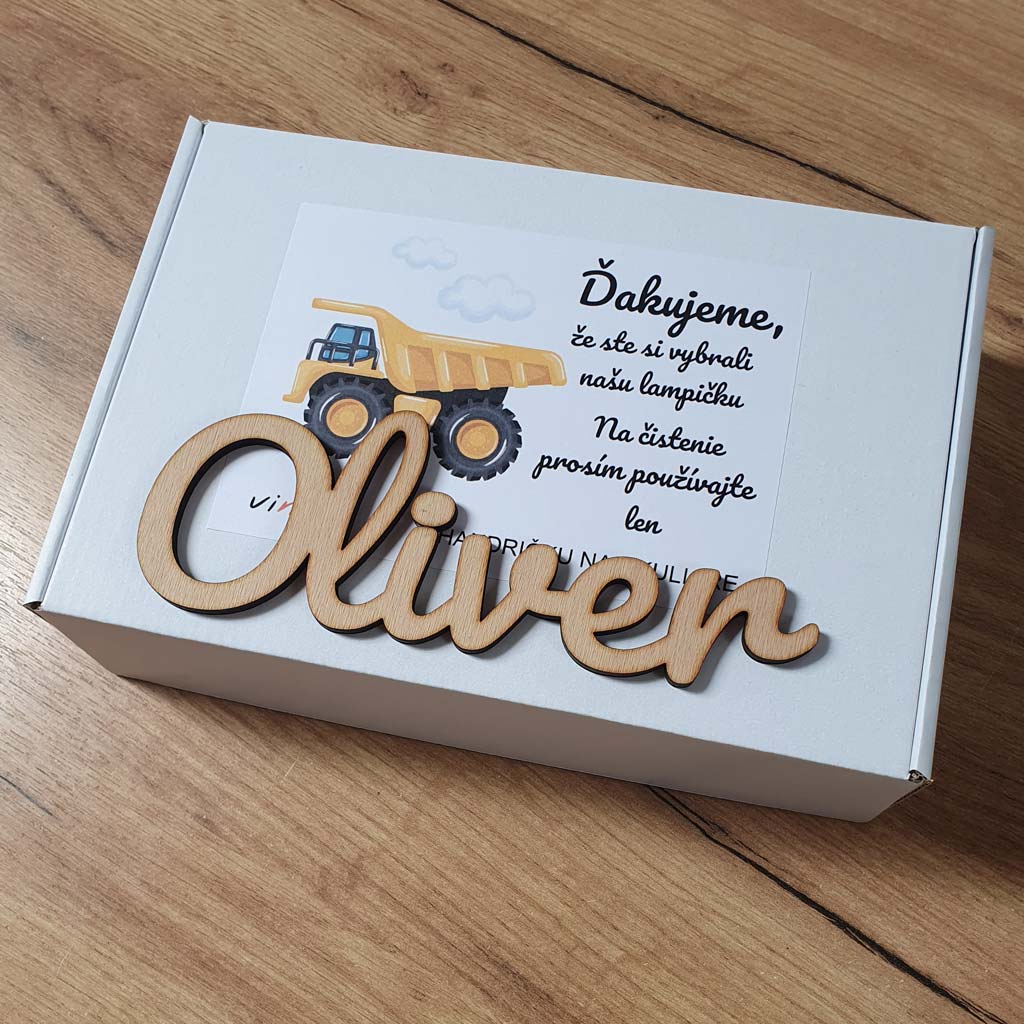 Ďakujeme,
že ste si vybrali
našu lampičku
Na čistenie
prosím používajte
len
Oliver